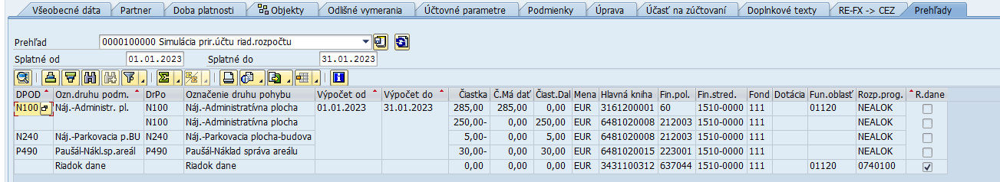 Všeobecné dáta Partner Doba platnosti Objekty Odlišné vymerania Účtovné parametre Podmienky Úprava Účasť na zúčtovaní Doplnkové texty RE-FX -> CEZ Prehľady
Prehľad 0000100000 Simulácia prir.účtu riad.rozpočtu
Splatné od 01.01.2023 Splatné do 31.01.2023
DPOD Ozn.druhu podm. DrPo Označenie druhu pohybu Výpočet od Výpočet do Čiastka Č.Má dať Čiast.Dal Mena Hlavná kniha Fin.pol. Fin.stred. Fond Dotácia Fun.oblasť Rozp.prog. R.dane
N100 Náj.-Administr. pl. N100 Náj.-Administratívna plocha 01.01.2023 31.01.2023 285,00 285,00 0,00 EUR 3161200001 60 1510-0000 111 01120 NEALOK
N100 Náj.-Administratívna plocha 250,00- 0,00 250,00 EUR 6481020008 212003 1510-0000 111 NEALOK
N240 Náj.-Parkovacia p.BU N240 Náj.-Parkovacia plocha-budova 5,00- 0,00 5,00 EUR 6481020008 212003 1510-0000 111 NEALOK
P490 Paušál-Nákl.sp.areál P490 Paušál-Náklad správa areálu 30,00- 0,00 30,00 EUR 6481020015 223001 1510-0000 111 NEALOK
Riadok dane Riadok dane 0,00 0,00 0,00 EUR 3431100312 637044 1510-0000 111 01120 0740100